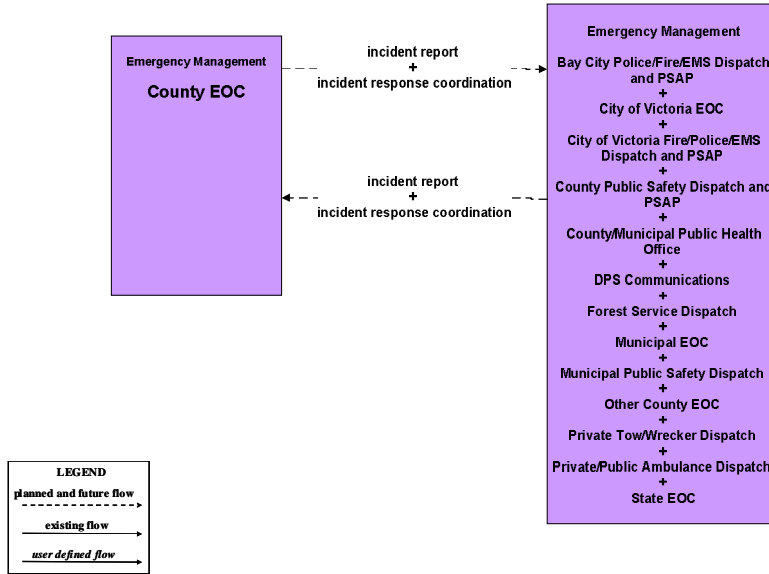 Emergency Management
County EOC
incident report
+
incident response coordination
incident report
+
incident response coordination
Emergency Management
Bay City Police/Fire/EMS Dispatch
and PSAP
+
City of Victoria EOC
+
City of Victoria Fire/Police/EMS
Dispatch and PSAP
+
County Public Safety Dispatch and
PSAP
+
County/Municipal Public Health
Office
+
DPS Communications
+
Forest Service Dispatch
+
Municipal EOC
+
Municipal Public Safety Dispatch
+
Other County EOC
+
Private Tow/Wrecker Dispatch
+
Private/Public Ambulance Dispatch
+
State EOC
LEGEND
planned and future flow
existing flow
user defined flow